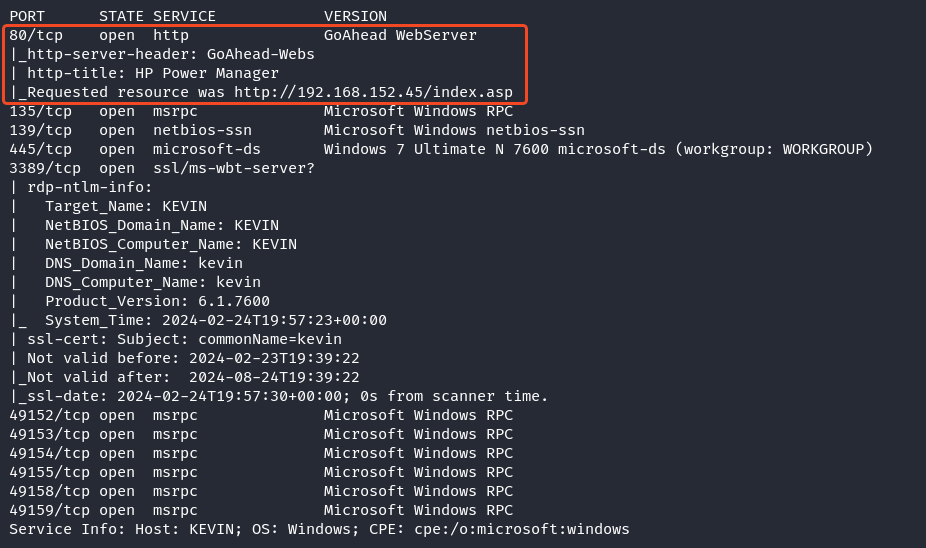 PORT      STATE SERVICE            VERSION
80/tcp    open  http               GoAhead WebServer
|_http-server-header: GoAhead-Webs
| http-title: HP Power Manager
|_Requested resource was http://192.168.152.45/index.asp
135/tcp   open  msrpc              Microsoft Windows RPC
139/tcp   open  netbios-ssn        Microsoft Windows netbios-ssn
445/tcp   open  microsoft-ds       Windows 7 Ultimate N 7600 microsoft-ds (workgroup: WORKGROUP)
3389/tcp  open  ssl/ms-wbt-server?
| rdp-ntlm-info:
|   Target_Name: KEVIN
|   NetBIOS_Domain_Name: KEVIN
|   NetBIOS_Computer_Name: KEVIN
|   DNS_Domain_Name: kevin
|   DNS_Computer_Name: kevin
|   Product_Version: 6.1.7600
|_  System_Time: 2024-02-24T19:57:23+00:00
| ssl-cert: Subject: commonName=kevin
| Not valid before: 2024-02-23T19:39:22
|_Not valid after:  2024-08-24T19:39:22
|_ssl-date: 2024-02-24T19:57:30+00:00; 0s from scanner time.
49152/tcp open  msrpc              Microsoft Windows RPC
49153/tcp open  msrpc              Microsoft Windows RPC
49154/tcp open  msrpc              Microsoft Windows RPC
49155/tcp open  msrpc              Microsoft Windows RPC
49158/tcp open  msrpc              Microsoft Windows RPC
49159/tcp open  msrpc              Microsoft Windows RPC
Service Info: Host: KEVIN; OS: Windows; CPE: cpe:/o:microsoft:windows